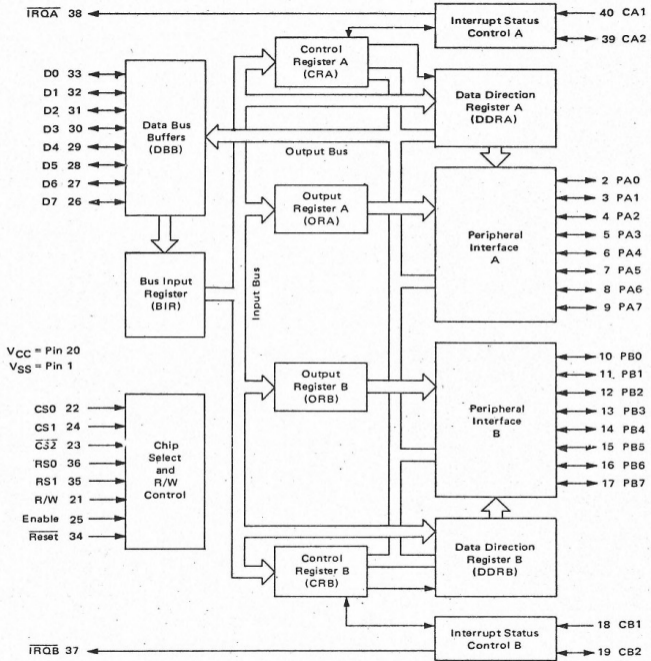 IRQA 38
Interrupt Status
Control A
40 CA1
39 CA2
Control
Register A
(CRA)
D0 33
D1 32
D2 31
D3 30
D4 29
D5 28
D6 27
D7 26
Data Bus
Buffers
(DBB)
Data Direction
Register A
(DDRA)
Output Bus
Output
Register A
(ORA)
Peripheral
Interface
A
2 PA0
3 PA1
4 PA2
5 PA3
6 PA4
7 PA5
8 PA6
9 PA7
Bus Input
Register
(BIR)
Input Bus
VCC = Pin 20
VSS = Pin 1
Output
Register B
(ORB)
Peripheral
Interface
B
10 PB0
11 PB1
12 PB2
13 PB3
14 PB4
15 PB5
16 PB6
17 PB7
CS0 22
CS1 24
CS2 23
RS0 36
RS1 35
R/W 21
Enable 25
Reset 34
Chip
Select
and
R/W
Control
Control
Register B
(CRB)
Data Direction
Register B
(DDRB)
Interrupt Status
Control B
18 CB1
19 CB2
IRQB 37